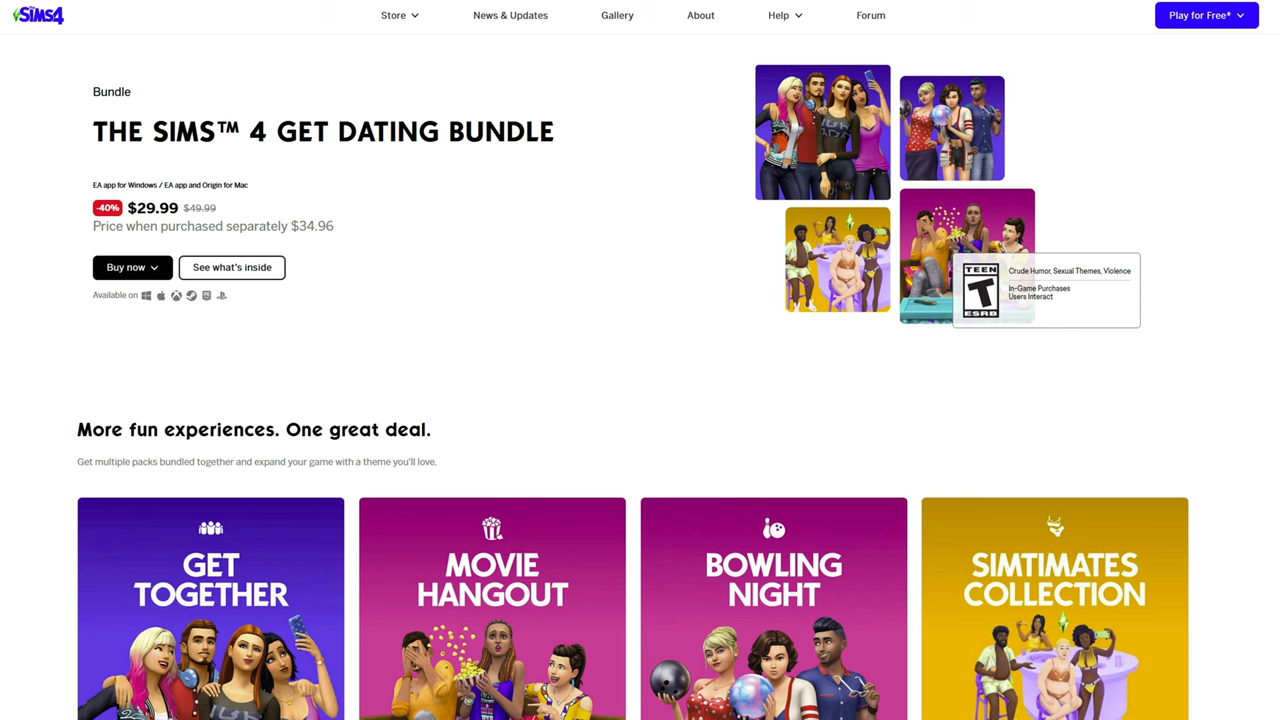 THE SIMS 4
Store
News & Updates
Gallery
About
Help
Forum
Play for Free*
Bundle
THE SIMS™ 4 GET DATING BUNDLE
EA app for Windows / EA app and Origin for Mac
-40% $29.99 $49.99
Price when purchased separately $34.96
Buy now
See what's inside
Available on
TEEN
T
ESRB
Crude Humor, Sexual Themes, Violence
In-Game Purchases
Users Interact
More fun experiences. One great deal.
Get multiple packs bundled together and expand your game with a theme you'll love.
GET
TOGETHER
MOVIE
HANGOUT
BOWLING
NIGHT
SIMTIMATES
COLLECTION